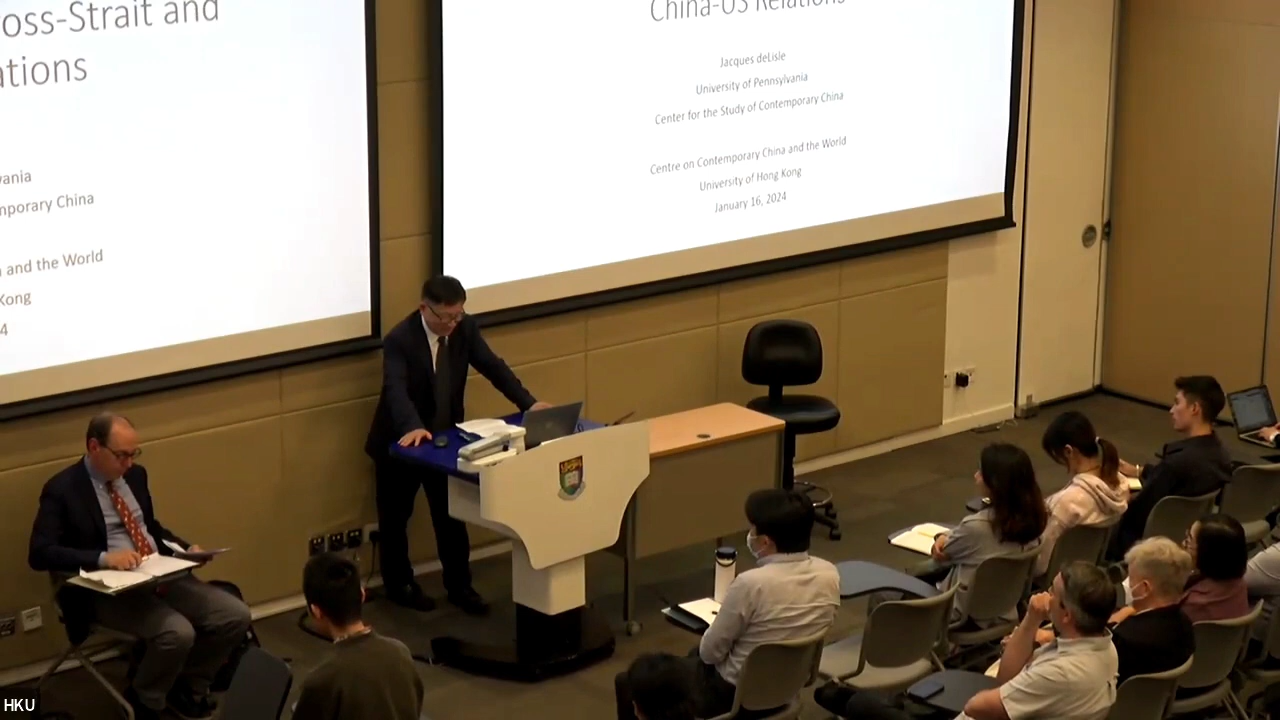 oss-Strait and
ations
vania
nporary China
and the World
Kong
4
China-US Relations
Jacques deLisle
University of Pennsylvania
Center for the Study of Contemporary China
Centre on Contemporary China and the World
University of Hong Kong
January 16, 2024
HKU